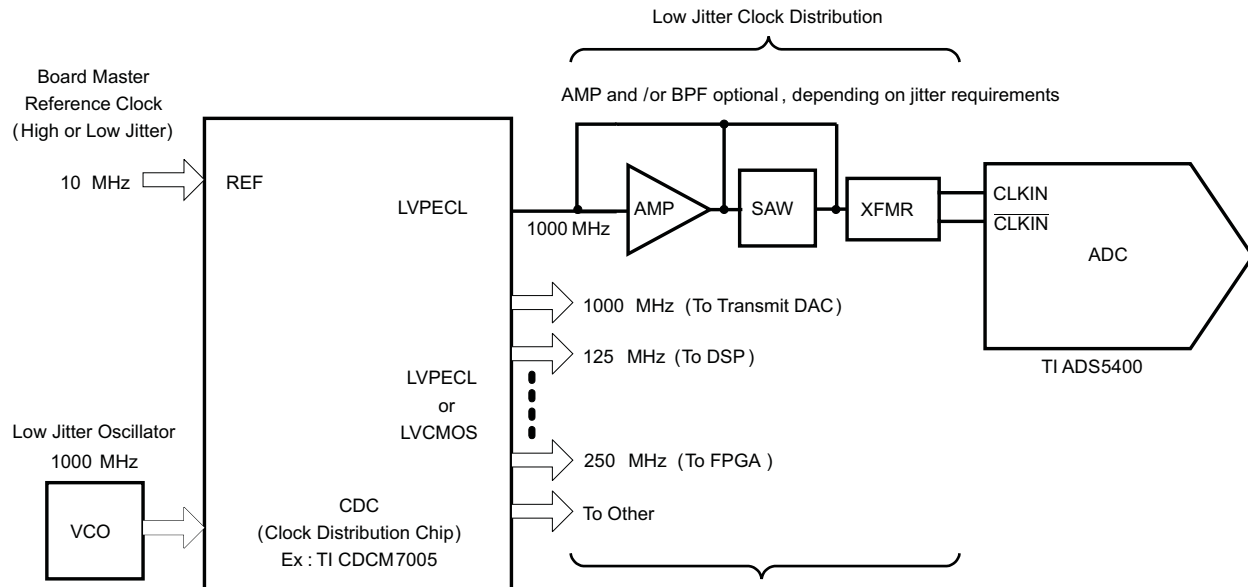 Low Jitter Clock Distribution
Board Master
Reference Clock
(High or Low Jitter)
10 MHz
REF
AMP and /or BPF optional, depending on jitter requirements
LVPECL
1000 MHz
AMP
SAW
XFMR
CLKIN
CLKIN
ADC
TI ADS5400
1000 MHz (To Transmit DAC)
125 MHz (To DSP)
LVPECL
or
LVCMOS
250 MHz (To FPGA )
To Other
Low Jitter Oscillator
1000 MHz
VCO
CDC
(Clock Distribution Chip)
Ex : TI CDCM7005